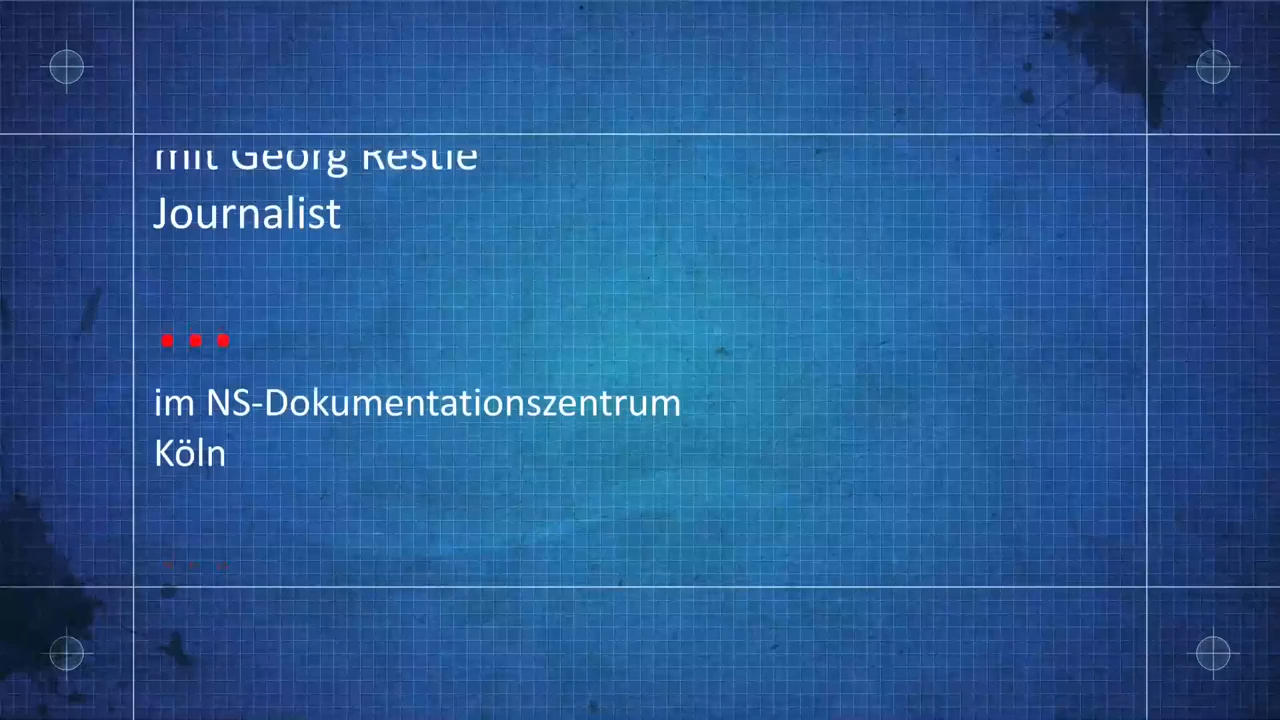 mit Georg Restle
Journalist
...
im NS-Dokumentationszentrum
Köln
...